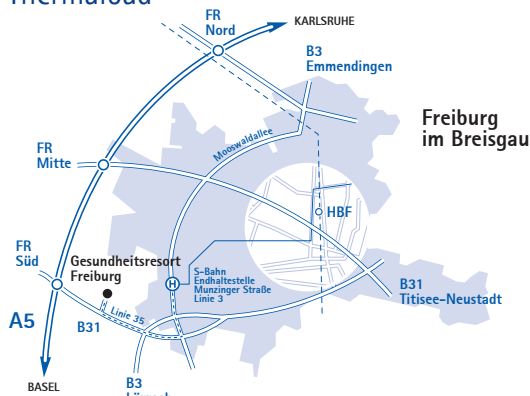 Thermalbad
FR
Nord
KARLSRUHE
B3
Emmendingen
Freiburg
im Breisgau
Mooswaldallee
FR
Mitte
HBF
FR
Süd
Gesundheitsresort
Freiburg
S-Bahn
Endhaltestelle
Munzinger Straße
Linie 3
H
B31
Titisee-Neustadt
Linie 35
A5
B31
BASEL
B3